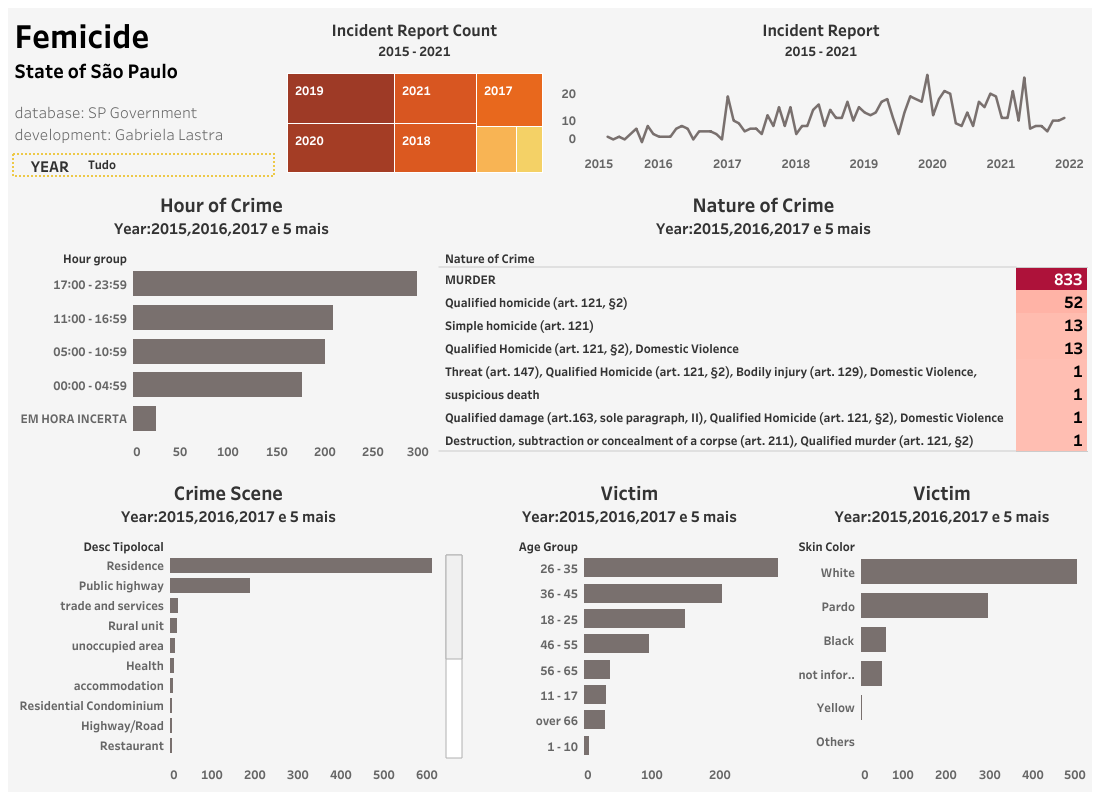 Femicide
State of São Paulo
database: SP Government
development: Gabriela Lastra
YEAR Tudo
Incident Report Count
2015 - 2021
2019
2021
2017
2020
2018
Incident Report
2015 - 2021
20
10
0
2015 2016 2017 2018 2019 2020 2021 2022
Hour of Crime
Year:2015,2016,2017 e 5 mais
Hour group
17:00 - 23:59
11:00 - 16:59
05:00 - 10:59
00:00 - 04:59
EM HORA INCERTA
0 50 100 150 200 250 300
Nature of Crime
Year:2015,2016,2017 e 5 mais
Nature of Crime
MURDER 833
Qualified homicide (art. 121, §2) 52
Simple homicide (art. 121) 13
Qualified Homicide (art. 121, §2), Domestic Violence 13
Threat (art. 147), Qualified Homicide (art. 121, §2), Bodily injury (art. 129), Domestic Violence, 1
suspicious death 1
Qualified damage (art.163, sole paragraph, II), Qualified Homicide (art. 121, §2), Domestic Violence 1
Destruction, subtraction or concealment of a corpse (art. 211), Qualified murder (art. 121, §2) 1
Crime Scene
Year:2015,2016,2017 e 5 mais
Desc Tipolocal
Residence
Public highway
trade and services
Rural unit
unoccupied area
Health
accommodation
Residential Condominium
Highway/Road
Restaurant
0 100 200 300 400 500 600
Victim
Year:2015,2016,2017 e 5 mais
Age Group
26 - 35
36 - 45
18 - 25
46 - 55
56 - 65
11 - 17
over 66
1 - 10
0 100 200
Victim
Year:2015,2016,2017 e 5 mais
Skin Color
White
Pardo
Black
not infor..
Yellow
Others
0 100 200 300 400 500